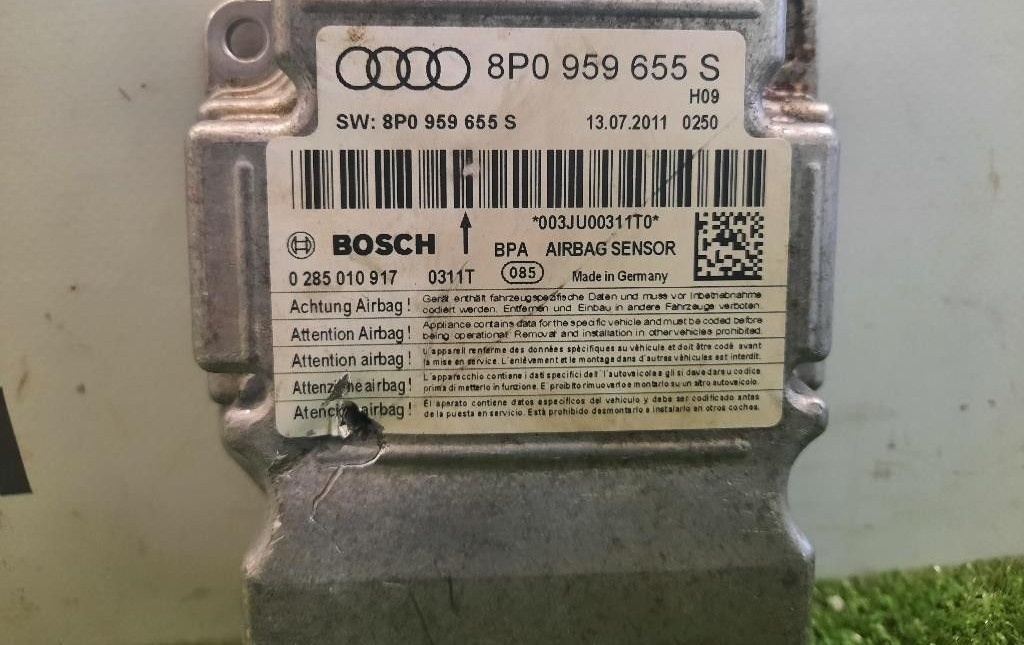 8P0 959 655 S
H09
SW: 8P0 959 655 S 13.07.2011 0250
*003JU00311T0*
BOSCH BPA AIRBAG SENSOR
0 285 010 917 0311T 085 Made in Germany
Achtung Airbag! Gerät enthält fahrzeugspezifische Daten und muss vor Inbetriebnahme
codiert werden. Entfernen und Einbau in andere Fahrzeuge verboten.
Attention Airbag! Appliance contains data for the specific vehicle and must be coded before
being operational. Removal and installation in other vehicles prohibited.
Attention airbag! L'appareil renferme des données spécifiques au véhicule et doit être codé avant
la mise en service. L'enlèvement et le montage dans d'autres véhicules est interdit.
Attenzione airbag! L'apparecchio contiene i dati specifici dell'autoveicolo e gli si deve dare su codice
prima di metterlo in funzione. E proibito rimuoverlo e montarlo su un altro autoveicolo.
Atención airbag! El aparato contiene datos específicos del vehículo y debe ser codificado antes
de la puesta en servicio. Está prohibido desmontarlo e instalarlo en otros coches.